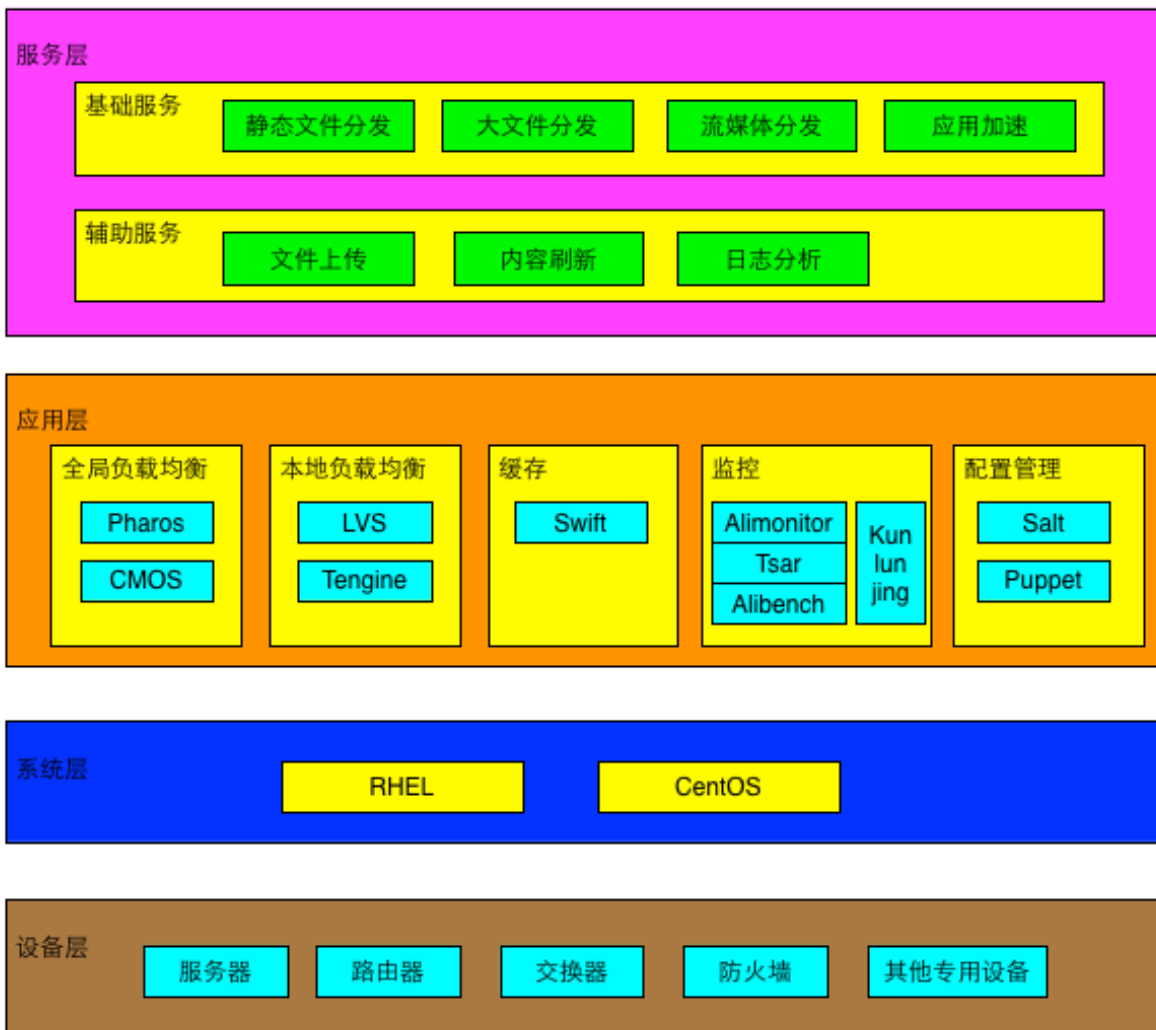 服务层
基础服务
静态文件分发
大文件分发
流媒体分发
应用加速
辅助服务
文件上传
内容刷新
日志分析
应用层
全局负载均衡
Pharos
CMOS
本地负载均衡
LVS
Tengine
缓存
Swift
监控
Alimonitor
Tsar
Alibench
Kun
lun
jing
配置管理
Salt
Puppet
系统层
RHEL
CentOS
设备层
服务器
路由器
交换器
防火墙
其他专用设备